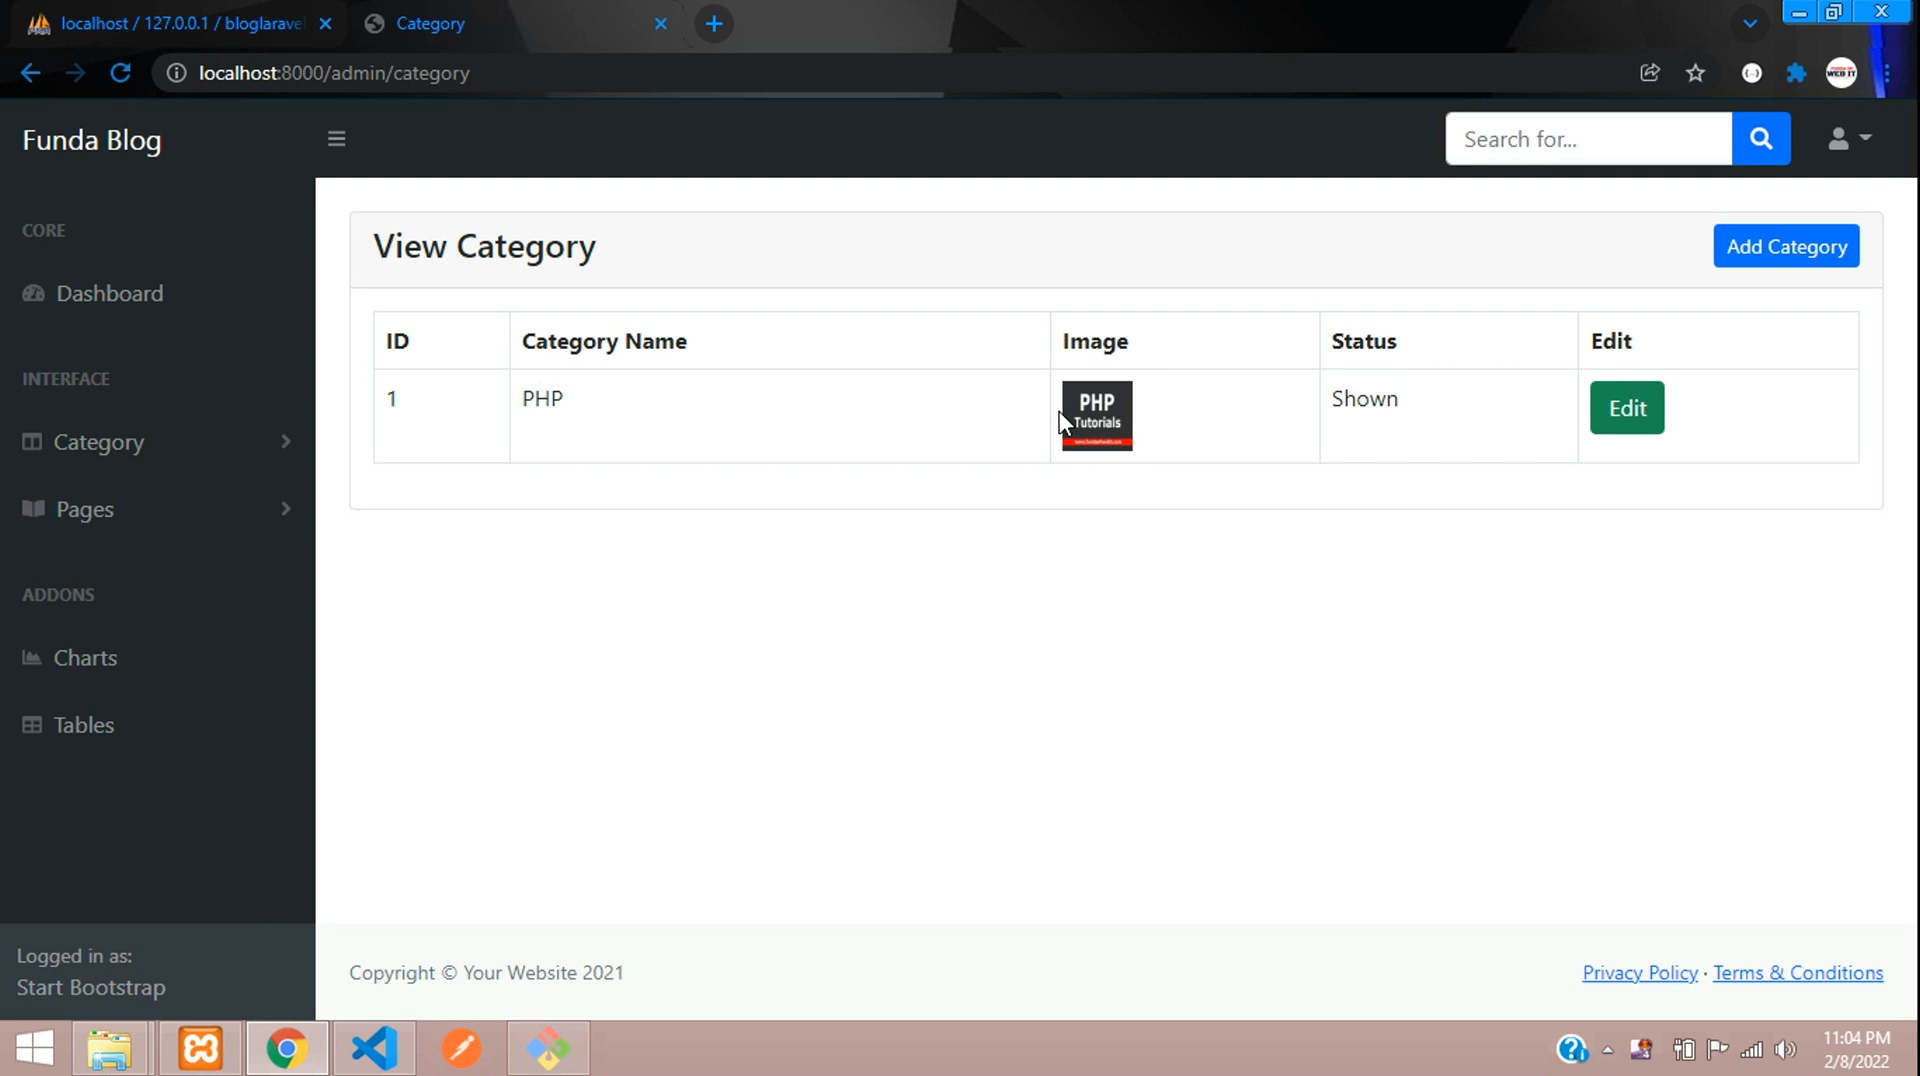 localhost / 127.0.0.1 / bloglaravel
Category
localhost:8000/admin/category
Funda Blog
Search for...
CORE
Dashboard
INTERFACE
Category
Pages
ADDONS
Charts
Tables
Logged in as:
Start Bootstrap
View Category
Add Category
ID Category Name Image Status Edit
1 PHP Shown Edit
PHP
Tutorials
Copyright © Your Website 2021
Privacy Policy · Terms & Conditions
11:04 PM
2/8/2022